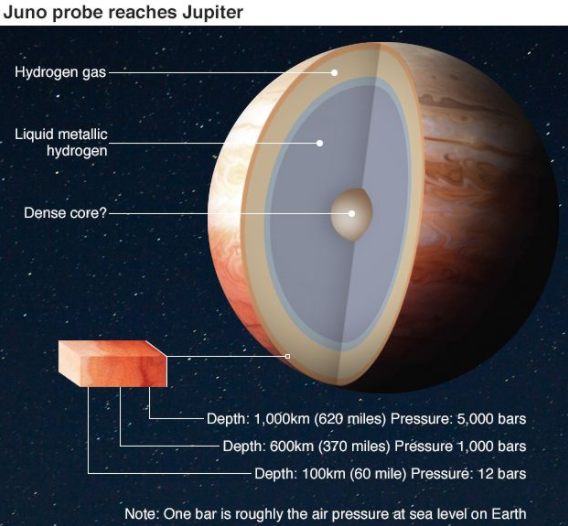 Juno probe reaches Jupiter
Hydrogen gas
Liquid metallic
hydrogen
Dense core?
Depth: 1,000km (620 miles) Pressure: 5,000 bars
Depth: 600km (370 miles) Pressure 1,000 bars
Depth: 100km (60 mile) Pressure: 12 bars
Note: One bar is roughly the air pressure at sea level on Earth